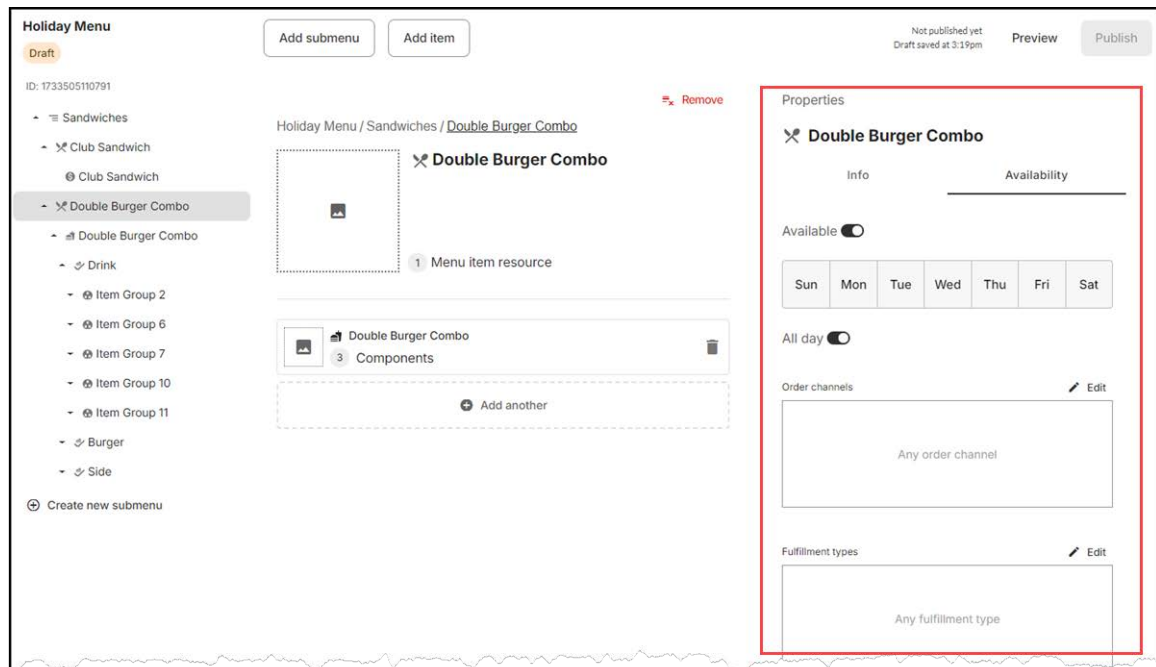 Holiday Menu
Draft
Add submenu
Add item
Not published yet
Draft saved at 3:19pm
Preview
Publish
ID: 1733505110791
Sandwiches
Club Sandwich
Club Sandwich
Double Burger Combo
Double Burger Combo
Drink
Item Group 2
Item Group 6
Item Group 7
Item Group 10
Item Group 11
Burger
Side
Create new submenu
Remove
Holiday Menu / Sandwiches / Double Burger Combo
Double Burger Combo
1 Menu item resource
Double Burger Combo
3 Components
Add another
Properties
Double Burger Combo
Info Availability
Available
Sun Mon Tue Wed Thu Fri Sat
All day
Order channels Edit
Any order channel
Fulfillment types Edit
Any fulfillment type